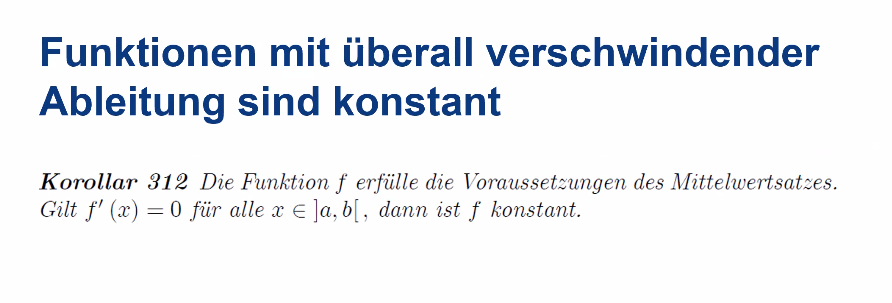 Funktionen mit überall verschwindender
Ableitung sind konstant
Korollar 312 Die Funktion f erfülle die Voraussetzungen des Mittelwertsatzes.
Gilt f′ (x) = 0 für alle x ∈ ]a, b[ , dann ist f konstant.